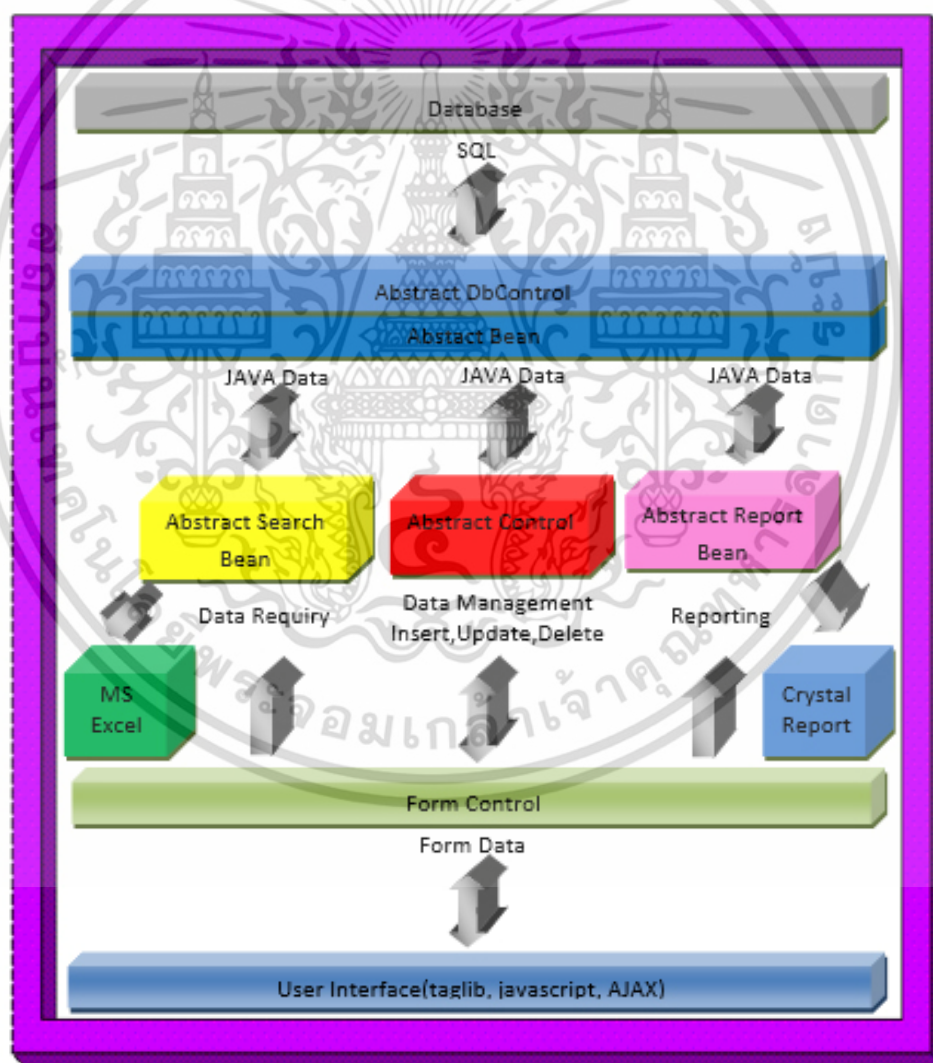 Database
SQL
Abstract DbControl
Abstact Bean
JAVA Data
JAVA Data
JAVA Data
Abstract Search
Bean
Abstract Control
Abstract Report
Bean
Data Requiry
Data Management
Insert,Update,Delete
Reporting
MS
Excel
Crystal
Report
Form Control
Form Data
User Interface(taglib, javascript, AJAX)